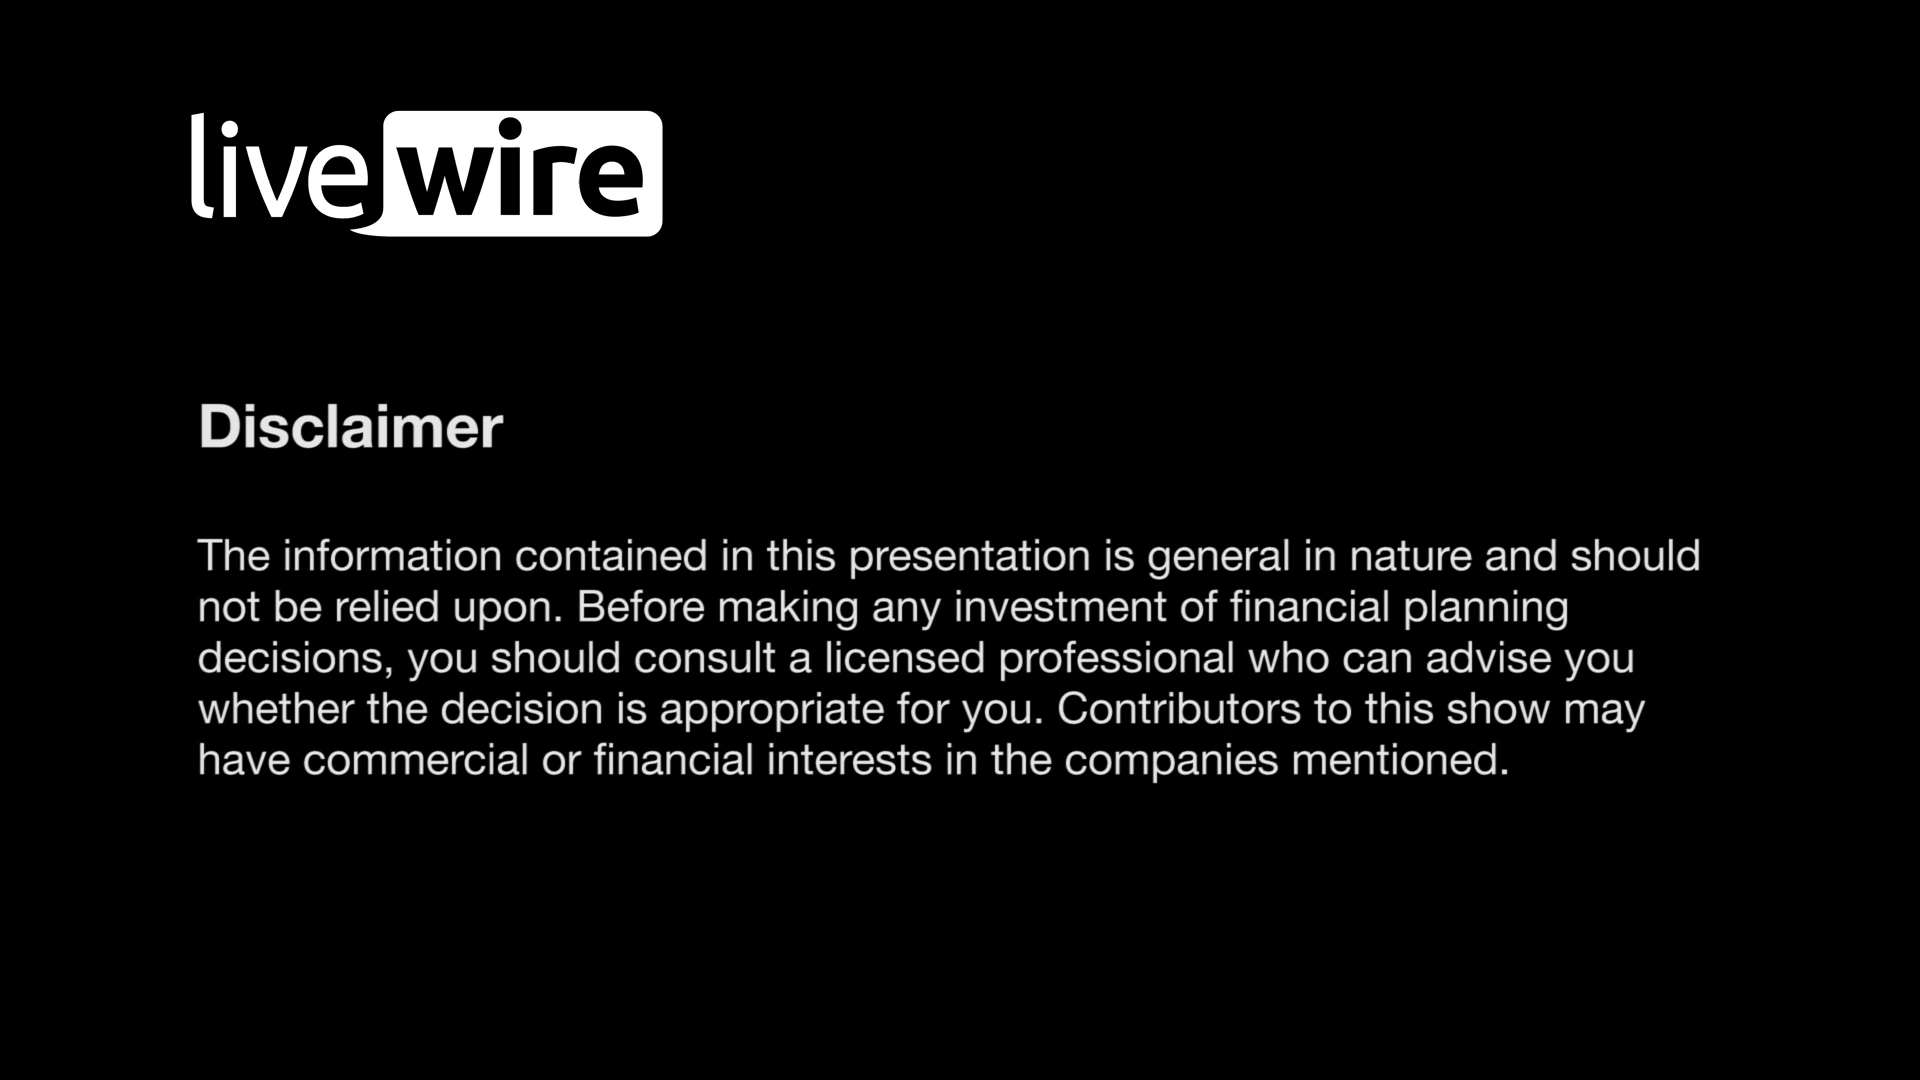 livewire
Disclaimer
The information contained in this presentation is general in nature and should
not be relied upon. Before making any investment of financial planning
decisions, you should consult a licensed professional who can advise you
whether the decision is appropriate for you. Contributors to this show may
have commercial or financial interests in the companies mentioned.